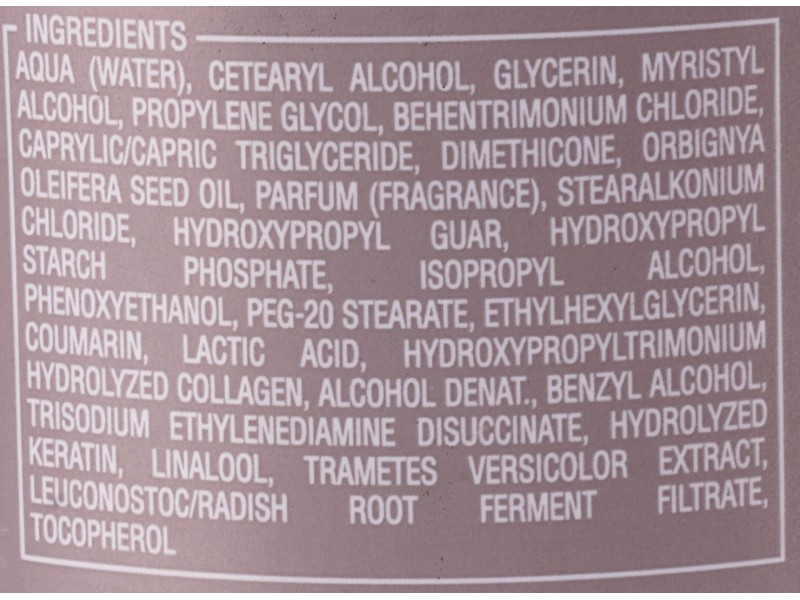 INGREDIENTS
AQUA (WATER), CETEARYL ALCOHOL, GLYCERIN, MYRISTYL
ALCOHOL, PROPYLENE GLYCOL, BEHENTRIMONIUM CHLORIDE,
CAPRYLIC/CAPRIC TRIGLYCERIDE, DIMETHICONE, ORBIGNYA
OLEIFERA SEED OIL, PARFUM (FRAGRANCE), STEARALKONIUM
CHLORIDE, HYDROXYPROPYL GUAR, HYDROXYPROPYL
STARCH PHOSPHATE, ISOPROPYL ALCOHOL,
PHENOXYETHANOL, PEG-20 STEARATE, ETHYLHEXYLGLYCERIN,
COUMARIN, LACTIC ACID, HYDROXYPROPYLTRIMONIUM
HYDROLYZED COLLAGEN, ALCOHOL DENAT., BENZYL ALCOHOL,
TRISODIUM ETHYLENEDIAMINE DISUCCINATE, HYDROLYZED
KERATIN, LINALOOL, TRAMETES VERSICOLOR EXTRACT,
LEUCONOSTOC/RADISH ROOT FERMENT FILTRATE,
TOCOPHEROL